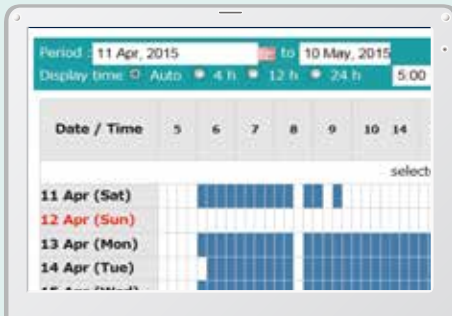 Period : 11 Apr, 2015 to 10 May, 2015
Display time Auto 4 h 12 h 24 h 5:00
Date / Time 5 6 7 8 9 10 14
11 Apr (Sat)
12 Apr (Sun)
13 Apr (Mon)
14 Apr (Tue)